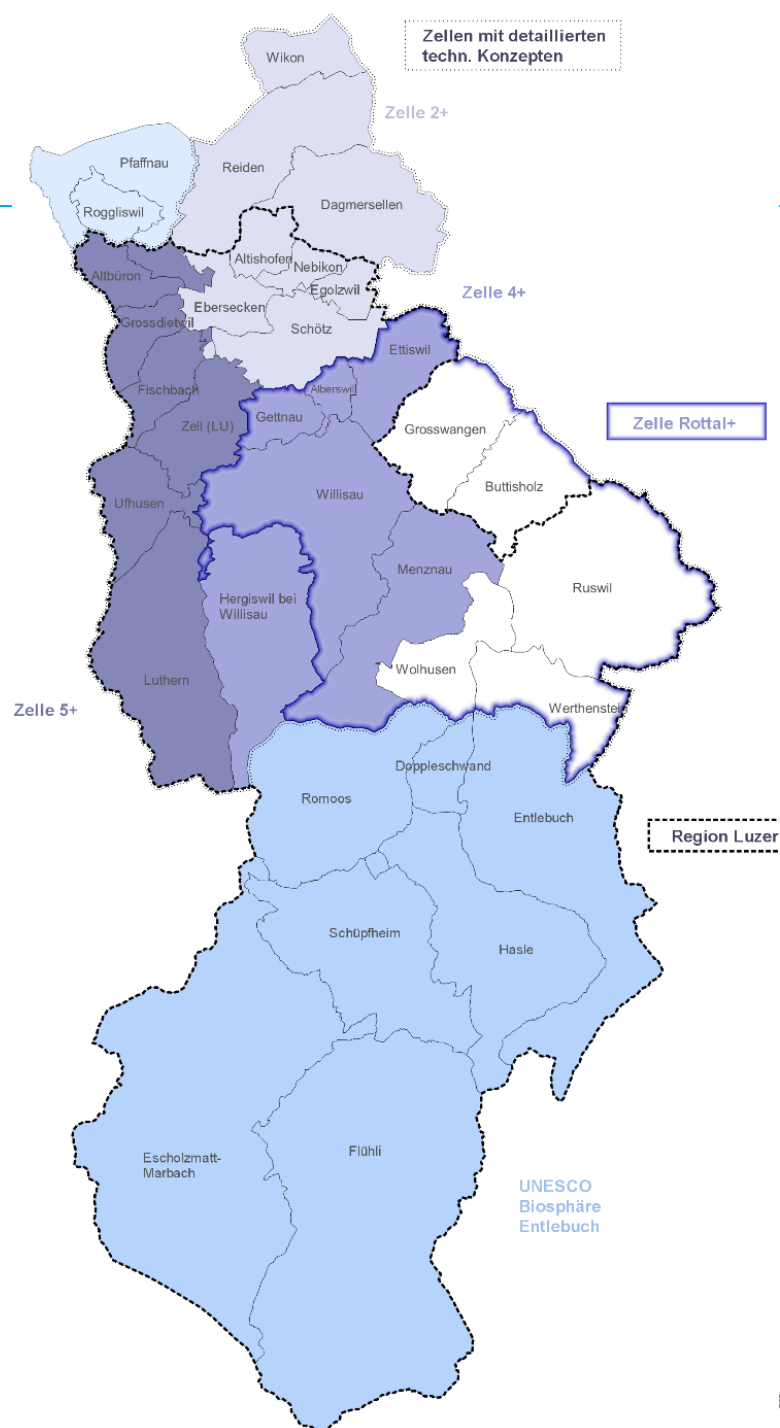 Zellen mit detaillierten
techn. Konzepten
Wikon
Zelle 2+
Pfaffnau
Reiden
Roggliswil
Dagmersellen
Altishofen
Nebikon
Altbüron
Egolzwil
Zelle 4+
Ebersecken
Grossdietwil
Schötz
Ettiswil
Fischbach
Alberswil
Gettnau
Zell (LU)
Grosswangen
Zelle Rottal+
Buttisholz
Willisau
Ufhusen
Menznau
Ruswil
Hergiswil bei
Willisau
Wolhusen
Luthern
Zelle 5+
Werthenstein
Doppleschwand
Romoos
Entlebuch
Region Luzer
Schüpfheim
Hasle
Escholzmatt-
Marbach
Flühli
UNESCO
Biosphäre
Entlebuch